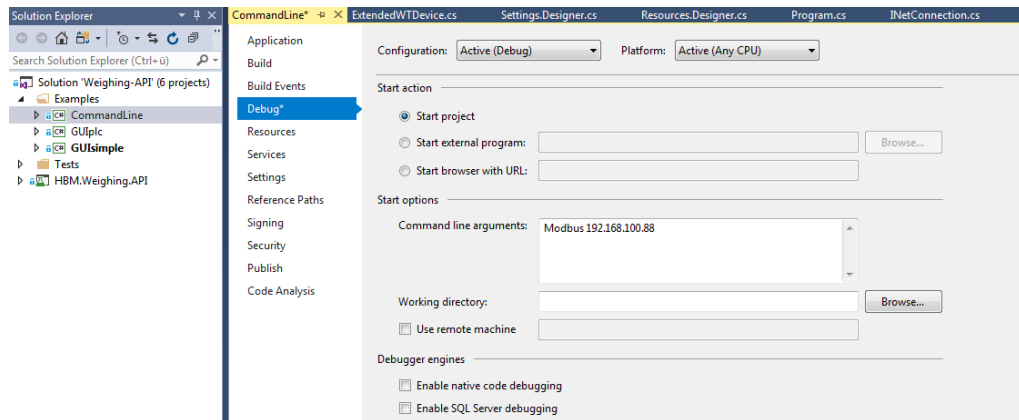 Solution Explorer
Search Solution Explorer (Ctrl+ü)
Solution 'Weighing-API' (6 projects)
Examples
C# CommandLine
C# GUIplc
C# GUIsimple
Tests
HBM.Weighing.API
CommandLine* ExtendedWTDevice.cs Settings.Designer.cs Resources.Designer.cs Program.cs INetConnection.cs
Application
Build
Build Events
Debug*
Resources
Services
Settings
Reference Paths
Signing
Security
Publish
Code Analysis
Configuration: Active (Debug) Platform: Active (Any CPU)
Start action
Start project
Start external program: Browse...
Start browser with URL:
Start options
Command line arguments: Modbus 192.168.100.88
Working directory: Browse...
Use remote machine
Debugger engines
Enable native code debugging
Enable SQL Server debugging